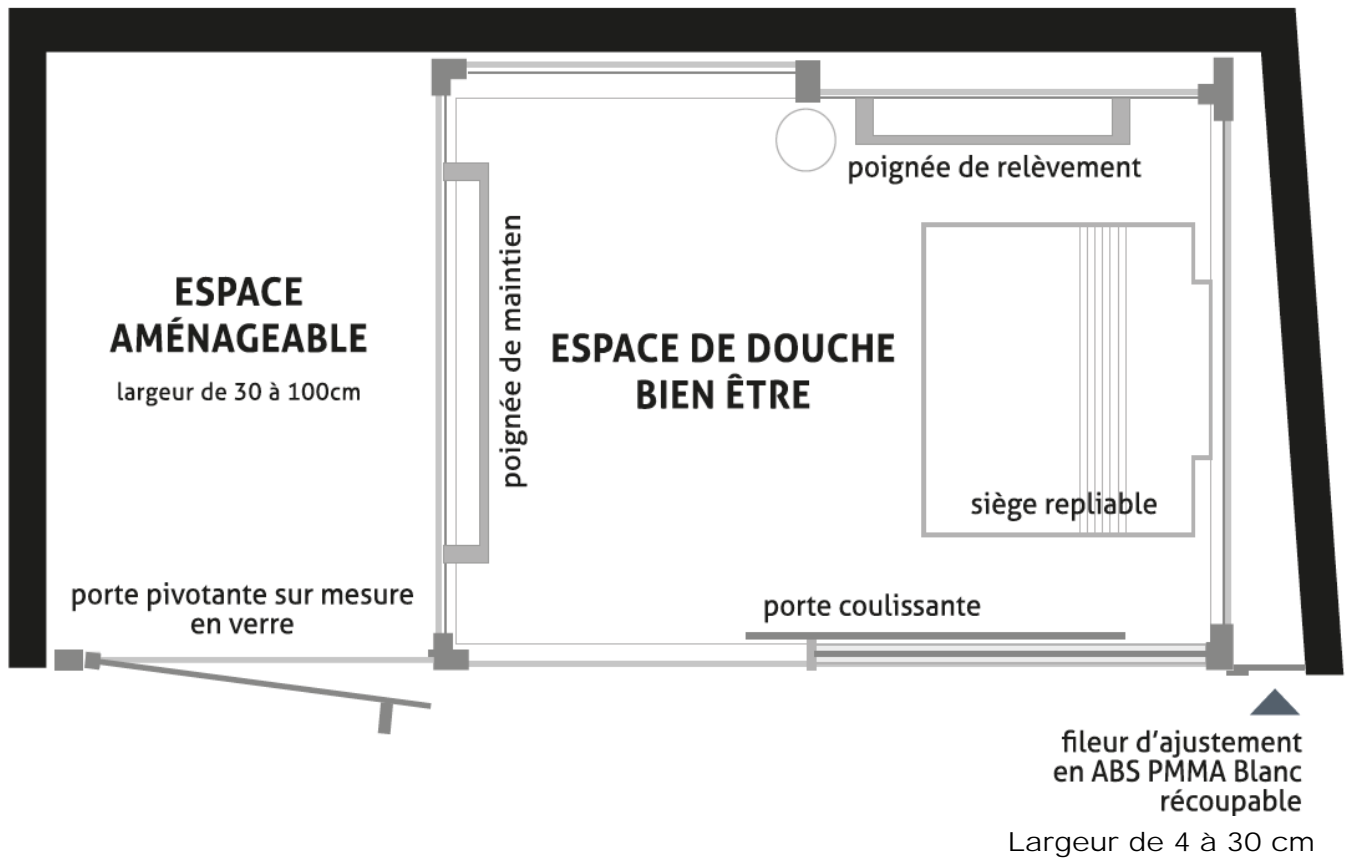 poignée de relèvement
ESPACE
AMÉNAGEABLE
largeur de 30 à 100cm
poignée de maintien
ESPACE DE DOUCHE
BIEN ÊTRE
siège repliable
porte pivotante sur mesure
en verre
porte coulissante
fileur d'ajustement
en ABS PMMA Blanc
récoupable
Largeur de 4 à 30 cm